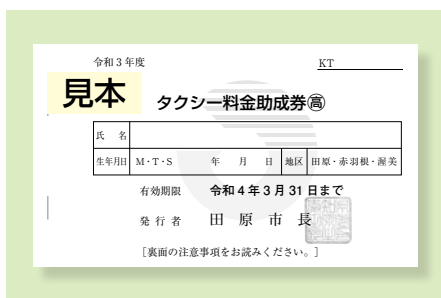 令和3年度 KT
見本
タクシー料金助成券㊢
氏 名
生年月日 M・T・S 年 月 日 地区 田原・赤羽根・渥美
有効期限 令和4年3月31日まで
発行者 田原市長
[裏面の注意事項をお読みください。]